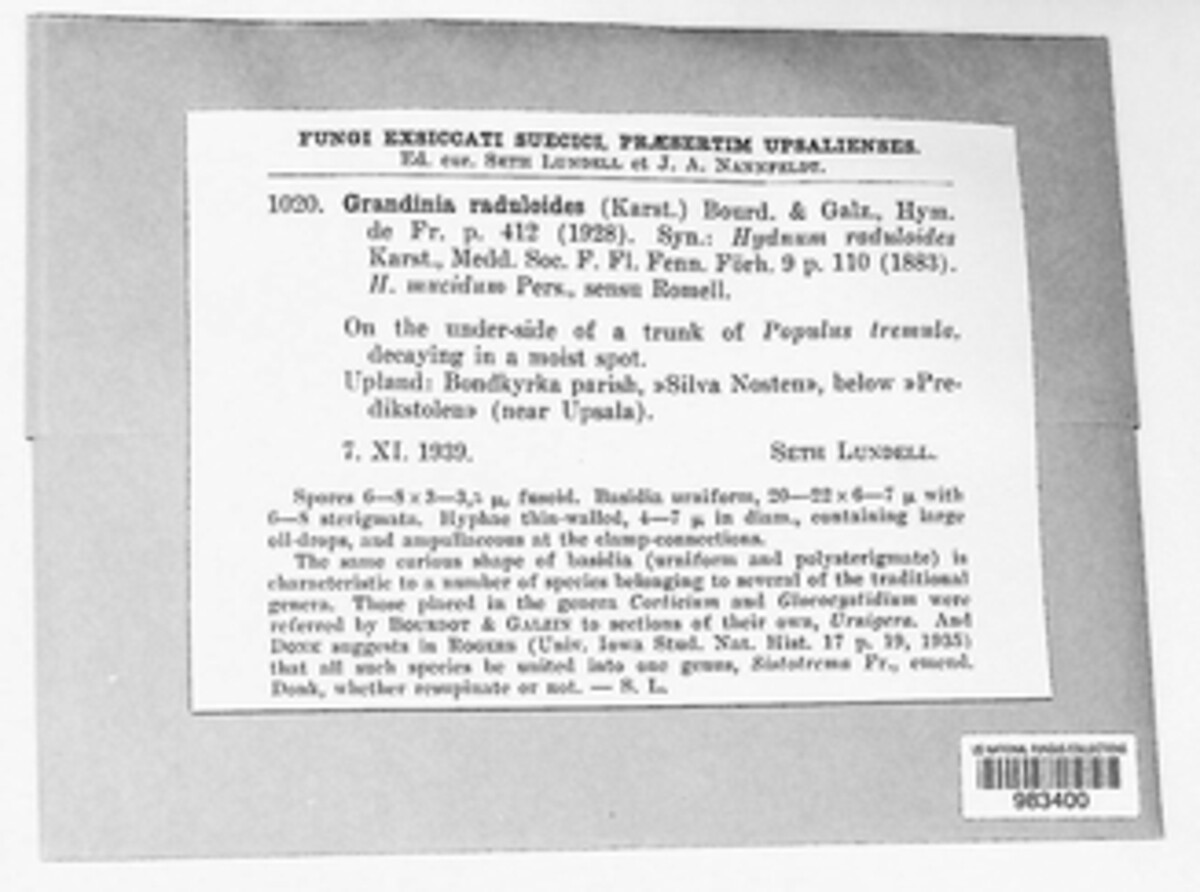 FUNGI EXSICCATI SUECICI, PRÆSERTIM UPSALIENSES.
Ed. cur. SETH LUNDELL et J. A. NANNFELDT.
1020. Grandinia raduloides (Karst.) Bourd. & Galz., Hym.
de Fr. p. 412 (1928). Syn.: Hydnum raduloides
Karst., Medd. Soc. F. Fl. Fenn. Förh. 9 p. 110 (1883).
H. mucidum Pers., sensu Romell.
On the under-side of a trunk of Populus tremula,
decaying in a moist spot.
Upland: Bondkyrka parish, »Silva Nosten», below »Pre-
dikstolen» (near Upsala).
7. XI. 1939. SETH LUNDELL.
Spores 6—8 × 3—3,5 μ, fusoid. Basidia urniform, 20—22 × 6—7 μ with
6—8 sterigmata. Hyphae thin-walled, 4—7 μ in diam., containing large
oil-drops, and ampullaceous at the clamp-connections.
The same curious shape of basidia (urniform and polysterigmate) is
characteristic to a number of species belonging to several of the traditional
genera. Those placed in the genera Corticium and Gloeocystidium were
referred by BOURDOT & GALZIN to sections of their own, Urnigera. And
DONK suggests in ROGERS (Univ. Iowa Stud. Nat. Hist. 17 p. 19, 1935)
that all such species be united into one genus, Sistotrema Fr., emend.
Donk, whether resupinate or not. — S. L.
US NATIONAL FUNGUS COLLECTIONS
983400